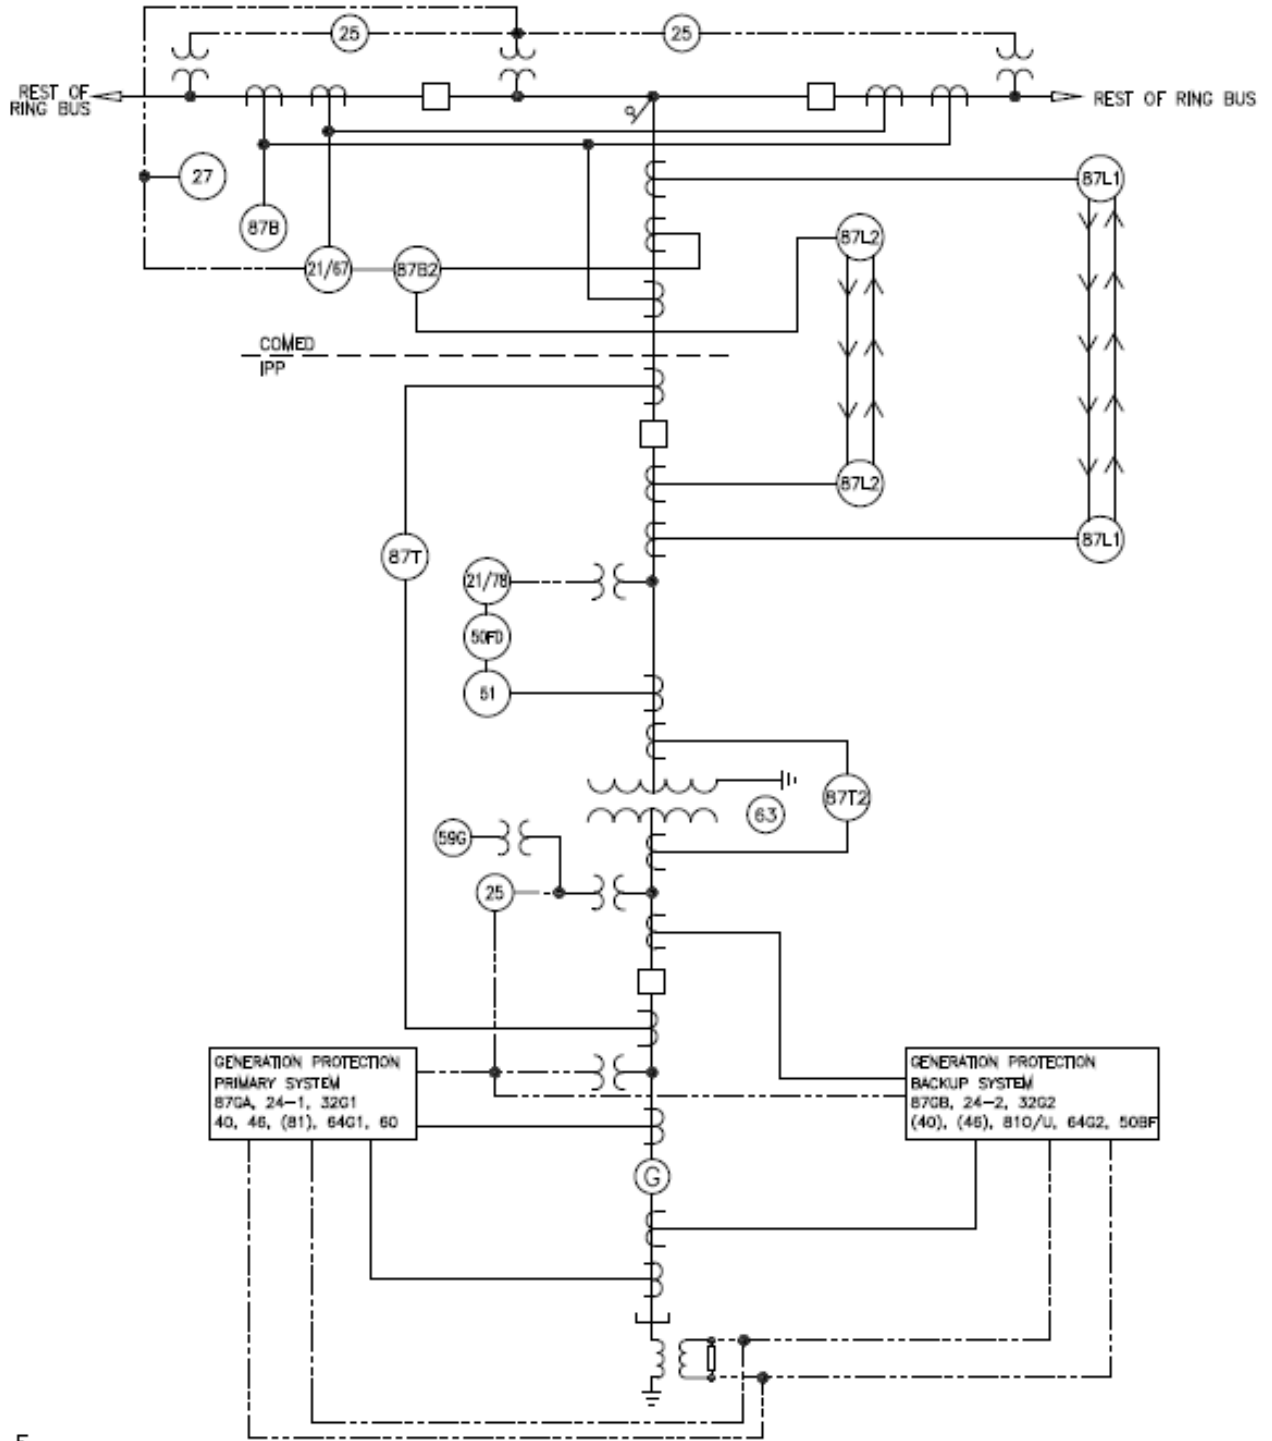 25
25
REST OF
RING BUS
REST OF RING BUS
27
87L1
87B
87L2
21/67
87B2
COMED
IPP
87L2
87L1
87T
21/78
50FD
51
87T2
63
59G
25
GENERATION PROTECTION
PRIMARY SYSTEM
87GA, 24-1, 32G1
40, 46, (81), 64G1, 60
GENERATION PROTECTION
BACKUP SYSTEM
87GB, 24-2, 32G2
(40), (46), 81O/U, 64G2, 50BF
G